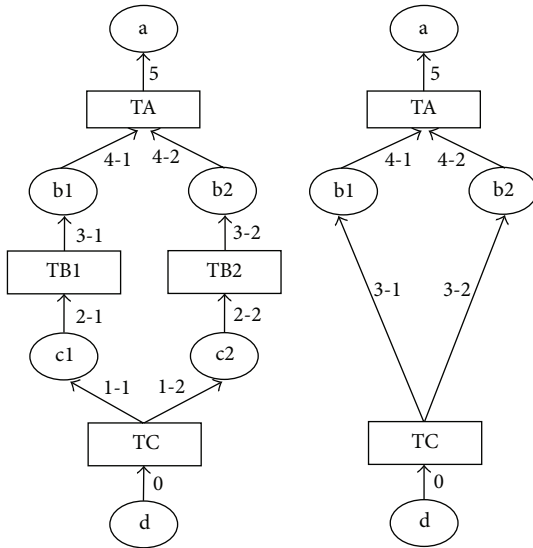 a
5
TA
4-1 4-2
b1 b2
3-1 3-2
TB1 TB2
2-1 2-2
c1 c2
1-1 1-2
TC
0
d
a
5
TA
4-1 4-2
b1 b2
3-1 3-2
TC
0
d